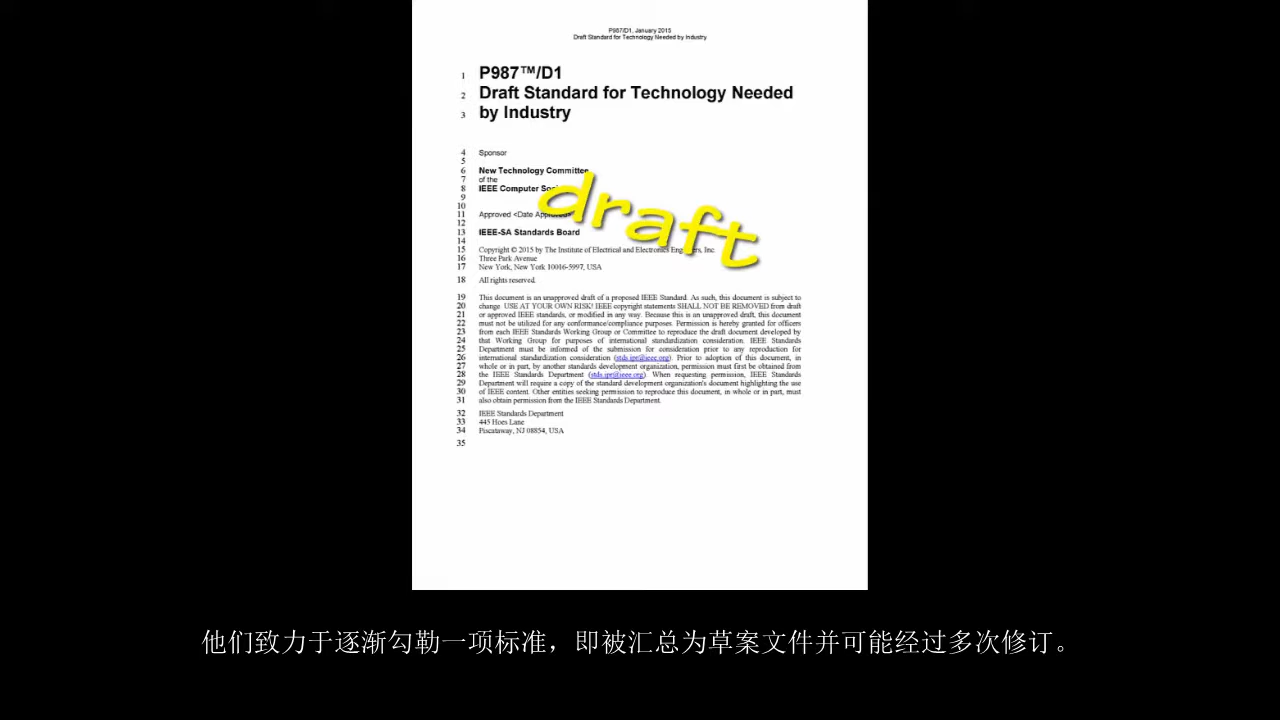 P987/D1, January 2015
Draft Standard for Technology Needed by Industry
1 P987™/D1
2 Draft Standard for Technology Needed
3 by Industry
4 Sponsor
5
6 New Technology Committee
7 of the
8 IEEE Computer
9
10
11 Approved <Date Approved>
12
13 IEEE-SA Standards Board
14
15 Copyright © 2015 by The Institute of Electrical and Electronics Engineers, Inc.
16 Three Park Avenue
17 New York, New York 10016-5997, USA
18 All rights reserved.
19 This document is an unapproved draft of a proposed IEEE Standard. As such, this document is subject to
20 change. USE AT YOUR OWN RISK! IEEE copyright statements SHALL NOT BE REMOVED from draft
21 or approved IEEE standards, or modified in any way. Because this is an unapproved draft, this document
22 must not be utilized for any conformance/compliance purposes. Permission is hereby granted for officers
23 from each IEEE Standards Working Group or Committee to reproduce the draft document developed by
24 that Working Group for purposes of international standardization consideration. IEEE Standards
25 Department must be informed of the submission for consideration prior to any reproduction for
26 international standardization consideration (stds.ipr@ieee.org). Prior to adoption of this document, in
27 whole or in part, by another standards development organization, permission must first be obtained from
28 the IEEE Standards Department (stds.ipr@ieee.org). When requesting permission, IEEE Standards
29 Department will require a copy of the standard development organization's document highlighting the use
30 of IEEE content. Other entities seeking permission to reproduce this document, in whole or in part, must
31 also obtain permission from the IEEE Standards Department.
32 IEEE Standards Department
33 445 Hoes Lane
34 Piscataway, NJ 08854, USA
35
draft
他们致力于逐渐勾勒一项标准，即被汇总为草案文件并可能经过多次修订。